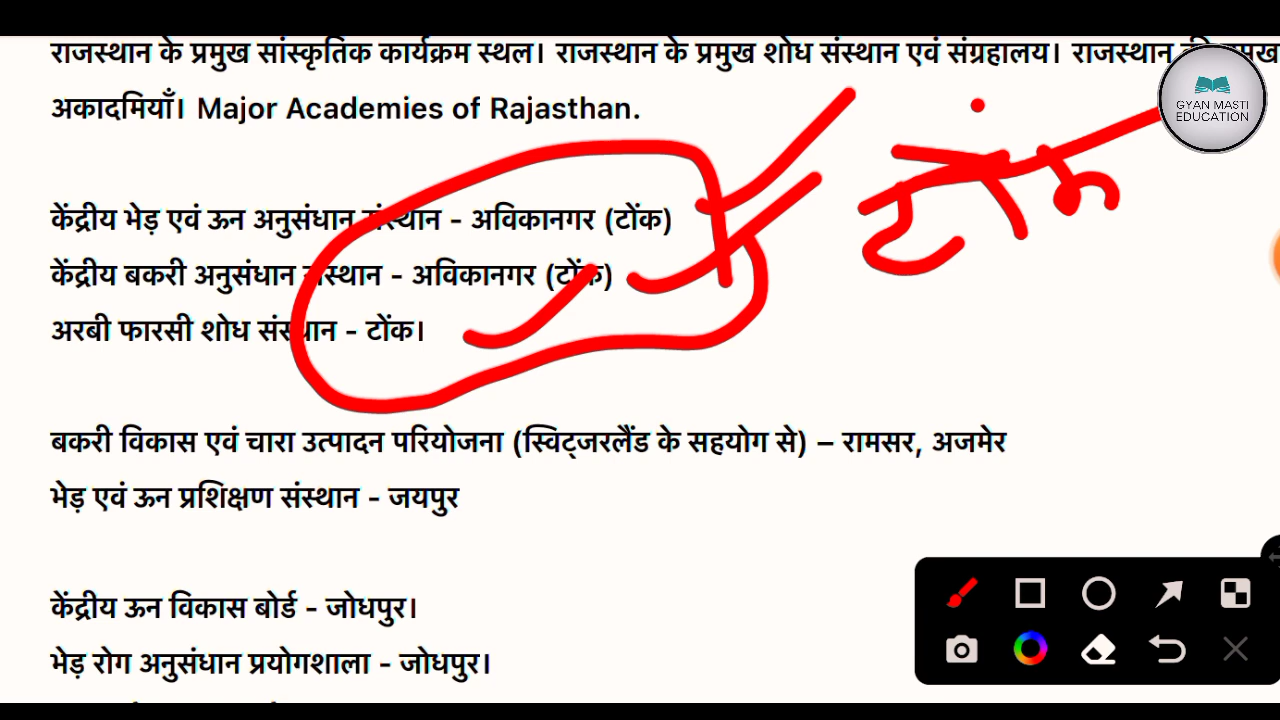 राजस्थान के प्रमुख सांस्कृतिक कार्यक्रम स्थल। राजस्थान के प्रमुख शोध संस्थान एवं संग्रहालय। राजस्थान
अकादमियाँ। Major Academies of Rajasthan.
GYAN MASTI
EDUCATION
टोंक
केंद्रीय भेड़ एवं ऊन अनुसंधान संस्थान - अविकानगर (टोंक)
केंद्रीय बकरी अनुसंधान संस्थान - अविकानगर (टोंक)
अरबी फारसी शोध संस्थान - टोंक।
बकरी विकास एवं चारा उत्पादन परियोजना (स्विट्जरलैंड के सहयोग से) – रामसर, अजमेर
भेड़ एवं ऊन प्रशिक्षण संस्थान - जयपुर
केंद्रीय ऊन विकास बोर्ड - जोधपुर।
भेड़ रोग अनुसंधान प्रयोगशाला - जोधपुर।